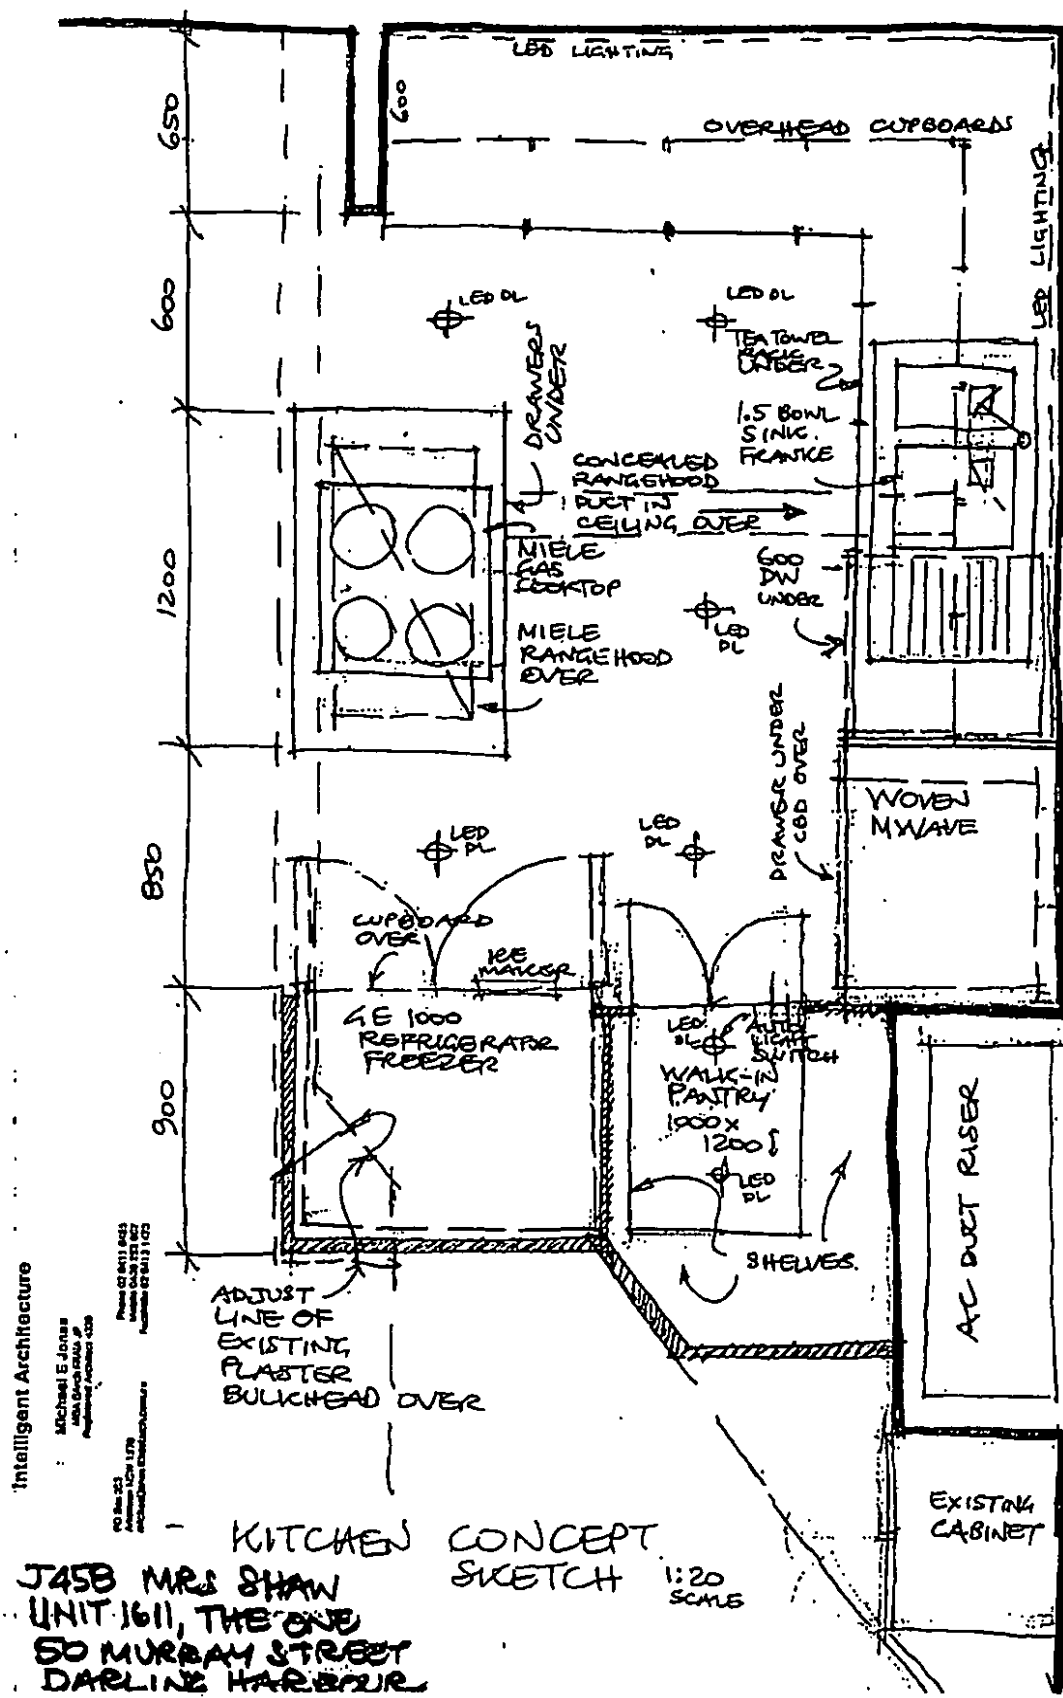 LED LIGHTING
600
OVERHEAD CUPBOARDS
LED LIGHTING
650
600
1200
850
900
LED DL
LED DL
DRAWERS
UNDER
TEA TOWEL
RACK
UNDER
1.5 BOWL
SINK.
FRANKE
CONCEALED
RANGEHOOD
DUCT IN
CEILING OVER
MIELE
GAS
COOKTOP
600
DW
UNDER
LED
DL
MIELE
RANGEHOOD
OVER
DRAWER UNDER
CBD OVER
WOVEN
MWAVE
LED
DL
LED
DL
CUPBOARD
OVER
ICE
MAKER
GE 1000
REFRIGERATOR
FREEZER
LED
DL
AUTO
LIGHT
SWITCH
WALK-IN
PANTRY
1000 x
1200
LED
DL
SHELVES.
AC DUCT RISER
ADJUST
LINE OF
EXISTING
PLASTER
BULKHEAD OVER
EXISTING
CABINET
Intelligent Architecture
Michael E Jones
KITCHEN CONCEPT
SKETCH
1:20
SCALE
J458 MRS SHAW
UNIT 1611, THE ONE
50 MURRAY STREET
DARLING HARBOUR